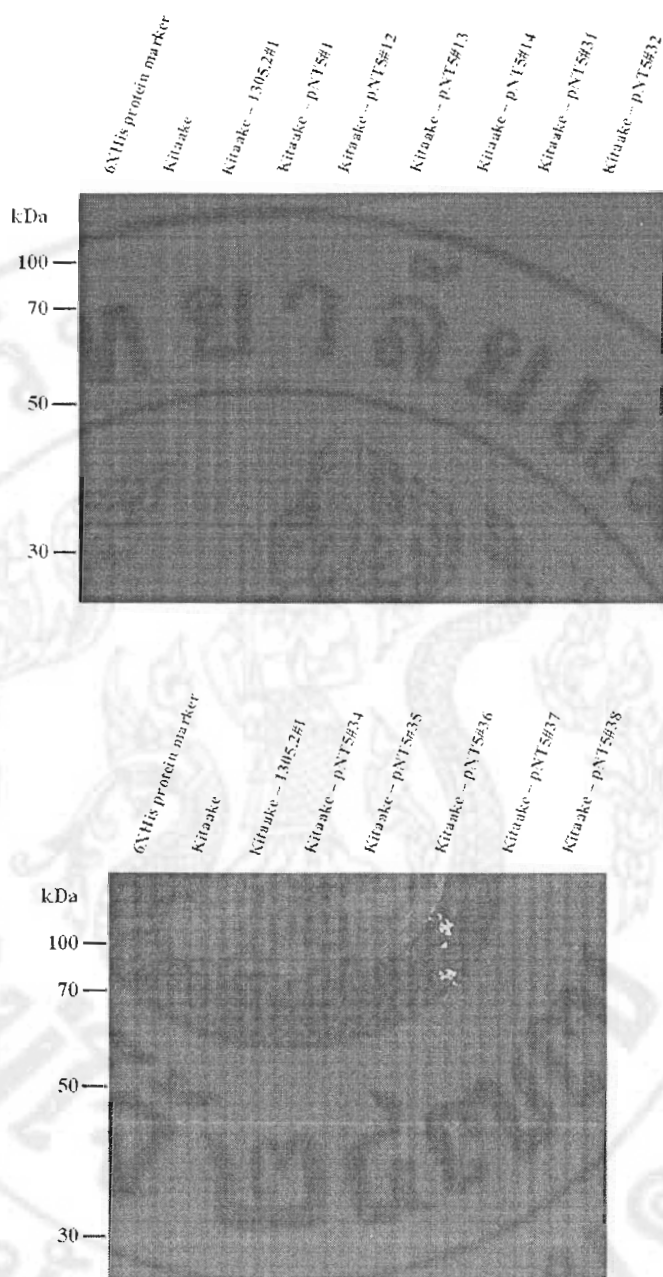 6XHis protein marker
Kitaake
Kitaake – 1305.2#1
Kitaake – pNT5#1
Kitaake – pNT5#12
Kitaake – pNT5#13
Kitaake – pNT5#14
Kitaake – pNT5#31
Kitaake – pNT5#32
kDa
100
70
50
30
6XHis protein marker
Kitaake
Kitaake – 1305.2#1
Kitaake – pNT5#34
Kitaake – pNT5#35
Kitaake – pNT5#36
Kitaake – pNT5#37
Kitaake – pNT5#38
kDa
100
70
50
30